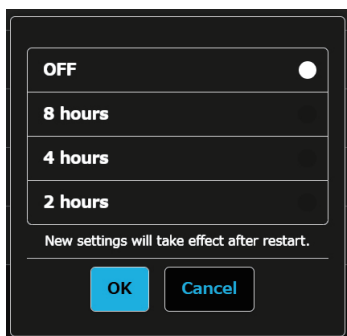 OFF
8 hours
4 hours
2 hours
New settings will take effect after restart.
OK
Cancel